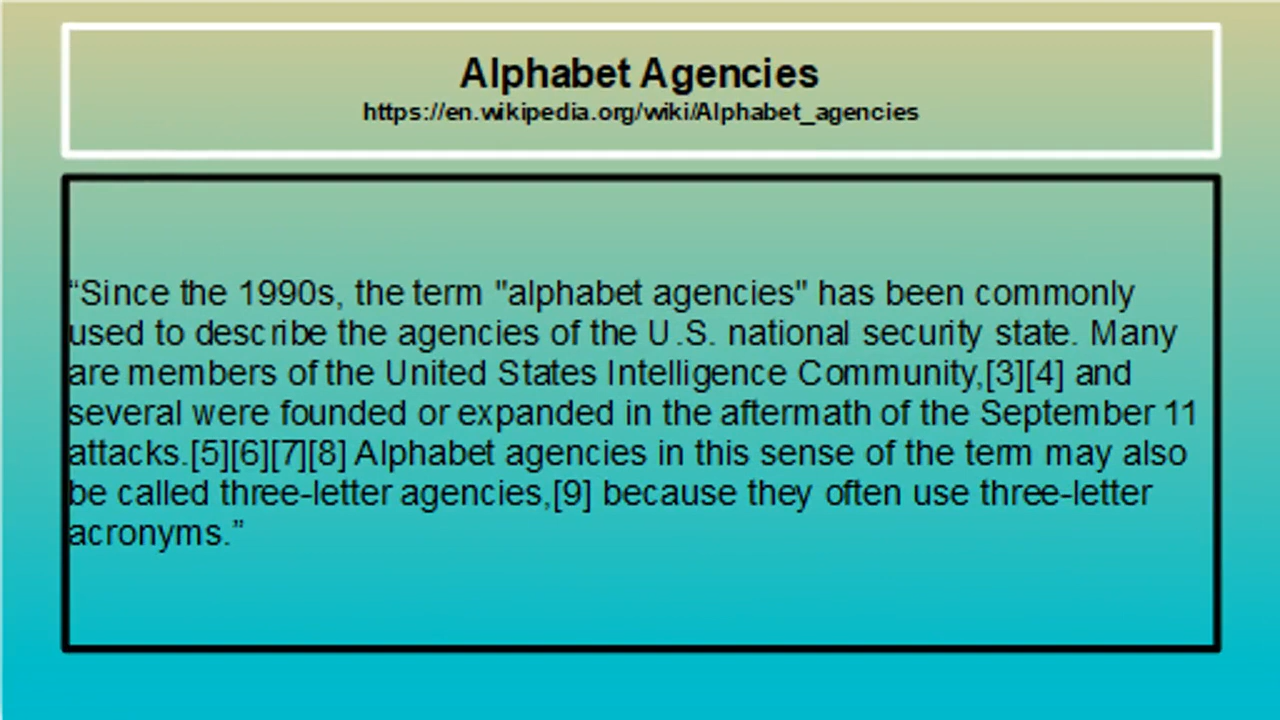 Alphabet Agencies
https://en.wikipedia.org/wiki/Alphabet_agencies
“Since the 1990s, the term "alphabet agencies" has been commonly
used to describe the agencies of the U.S. national security state. Many
are members of the United States Intelligence Community,[3][4] and
several were founded or expanded in the aftermath of the September 11
attacks.[5][6][7][8] Alphabet agencies in this sense of the term may also
be called three-letter agencies,[9] because they often use three-letter
acronyms.”